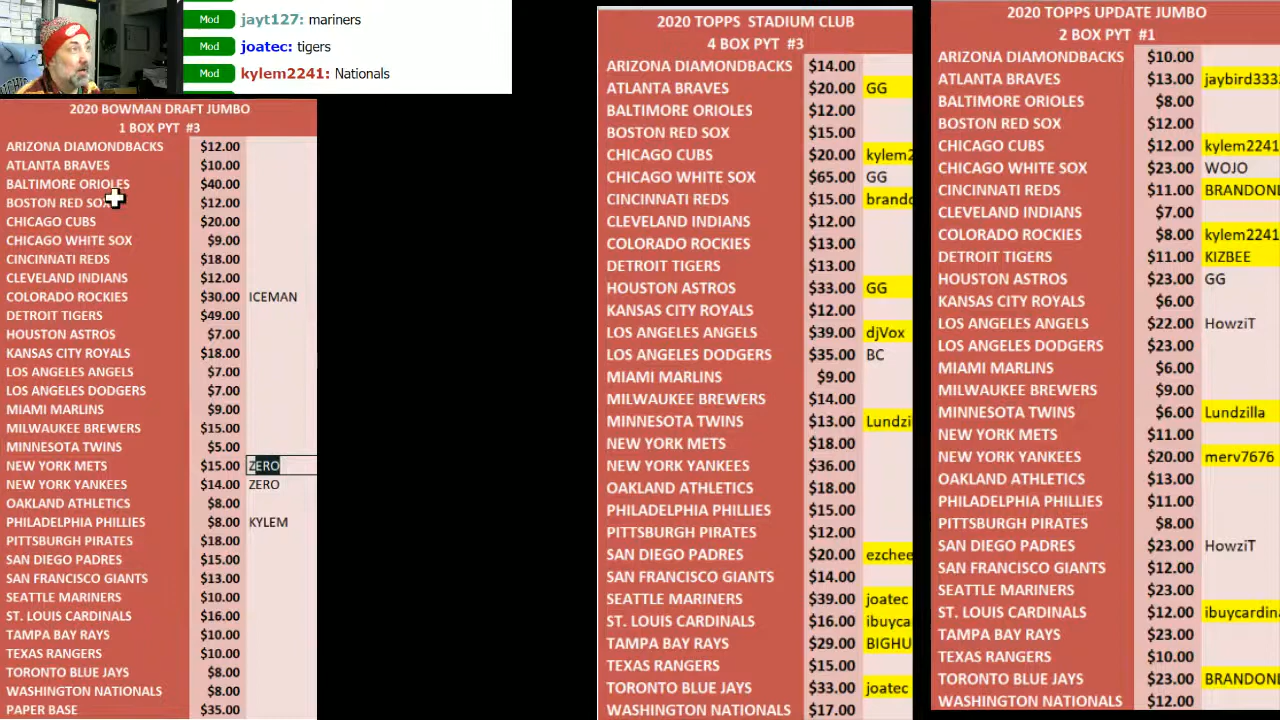 Mod jayt127: mariners
Mod joatec: tigers
Mod kylem2241: Nationals
2020 BOWMAN DRAFT JUMBO
1 BOX PYT #3
ARIZONA DIAMONDBACKS $12.00
ATLANTA BRAVES $10.00
BALTIMORE ORIOLES $40.00
BOSTON RED SOX $12.00
CHICAGO CUBS $20.00
CHICAGO WHITE SOX $9.00
CINCINNATI REDS $18.00
CLEVELAND INDIANS $12.00
COLORADO ROCKIES $30.00 ICEMAN
DETROIT TIGERS $49.00
HOUSTON ASTROS $7.00
KANSAS CITY ROYALS $18.00
LOS ANGELES ANGELS $7.00
LOS ANGELES DODGERS $7.00
MIAMI MARLINS $9.00
MILWAUKEE BREWERS $15.00
MINNESOTA TWINS $5.00
NEW YORK METS $15.00 ZERO
NEW YORK YANKEES $14.00 ZERO
OAKLAND ATHLETICS $8.00
PHILADELPHIA PHILLIES $8.00 KYLEM
PITTSBURGH PIRATES $18.00
SAN DIEGO PADRES $15.00
SAN FRANCISCO GIANTS $13.00
SEATTLE MARINERS $10.00
ST. LOUIS CARDINALS $16.00
TAMPA BAY RAYS $10.00
TEXAS RANGERS $10.00
TORONTO BLUE JAYS $8.00
WASHINGTON NATIONALS $8.00
PAPER BASE $35.00
2020 TOPPS STADIUM CLUB
4 BOX PYT #3
ARIZONA DIAMONDBACKS $14.00
ATLANTA BRAVES $20.00 GG
BALTIMORE ORIOLES $12.00
BOSTON RED SOX $15.00
CHICAGO CUBS $20.00 kylem2
CHICAGO WHITE SOX $65.00 GG
CINCINNATI REDS $15.00 brando
CLEVELAND INDIANS $12.00
COLORADO ROCKIES $13.00
DETROIT TIGERS $13.00
HOUSTON ASTROS $33.00 GG
KANSAS CITY ROYALS $12.00
LOS ANGELES ANGELS $39.00 djVox
LOS ANGELES DODGERS $35.00 BC
MIAMI MARLINS $9.00
MILWAUKEE BREWERS $14.00
MINNESOTA TWINS $13.00 Lundzi
NEW YORK METS $18.00
NEW YORK YANKEES $36.00
OAKLAND ATHLETICS $18.00
PHILADELPHIA PHILLIES $15.00
PITTSBURGH PIRATES $12.00
SAN DIEGO PADRES $20.00 ezchee
SAN FRANCISCO GIANTS $14.00
SEATTLE MARINERS $39.00 joatec
ST. LOUIS CARDINALS $16.00 ibuyca
TAMPA BAY RAYS $29.00 BIGHU
TEXAS RANGERS $15.00
TORONTO BLUE JAYS $33.00 joatec
WASHINGTON NATIONALS $17.00
2020 TOPPS UPDATE JUMBO
2 BOX PYT #1
ARIZONA DIAMONDBACKS $10.00
ATLANTA BRAVES $13.00 jaybird333
BALTIMORE ORIOLES $8.00
BOSTON RED SOX $12.00
CHICAGO CUBS $12.00 kylem2241
CHICAGO WHITE SOX $23.00 WOJO
CINCINNATI REDS $11.00 BRANDON
CLEVELAND INDIANS $7.00
COLORADO ROCKIES $8.00 kylem2241
DETROIT TIGERS $11.00 KIZBEE
HOUSTON ASTROS $23.00 GG
KANSAS CITY ROYALS $6.00
LOS ANGELES ANGELS $22.00 HowziT
LOS ANGELES DODGERS $23.00
MIAMI MARLINS $6.00
MILWAUKEE BREWERS $9.00
MINNESOTA TWINS $6.00 Lundzilla
NEW YORK METS $11.00
NEW YORK YANKEES $20.00 merv7676
OAKLAND ATHLETICS $13.00
PHILADELPHIA PHILLIES $11.00
PITTSBURGH PIRATES $8.00
SAN DIEGO PADRES $23.00 HowziT
SAN FRANCISCO GIANTS $12.00
SEATTLE MARINERS $23.00
ST. LOUIS CARDINALS $12.00 ibuycardin
TAMPA BAY RAYS $23.00
TEXAS RANGERS $10.00
TORONTO BLUE JAYS $23.00 BRANDON
WASHINGTON NATIONALS $12.00